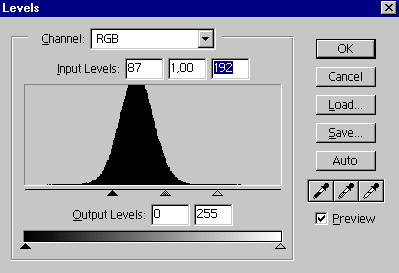 Levels
Channel: RGB
Input Levels: 87 1,00 192
Output Levels: 0 255
OK
Cancel
Load...
Save...
Auto
Preview